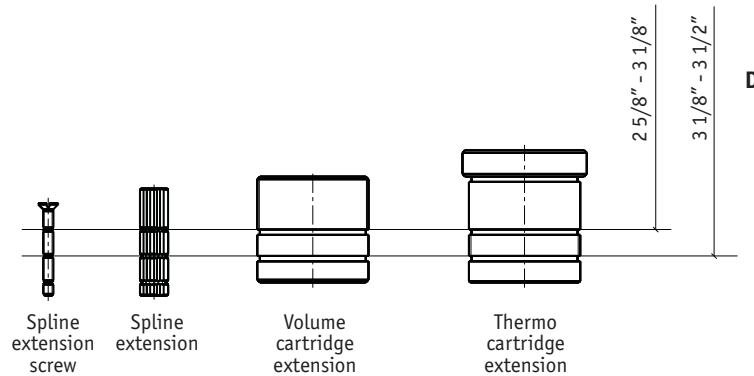 2 5/8" - 3 1/8"
3 1/8" - 3 1/2"
D
Spline
extension
screw
Spline
extension
Volume
cartridge
extension
Thermo
cartridge
extension